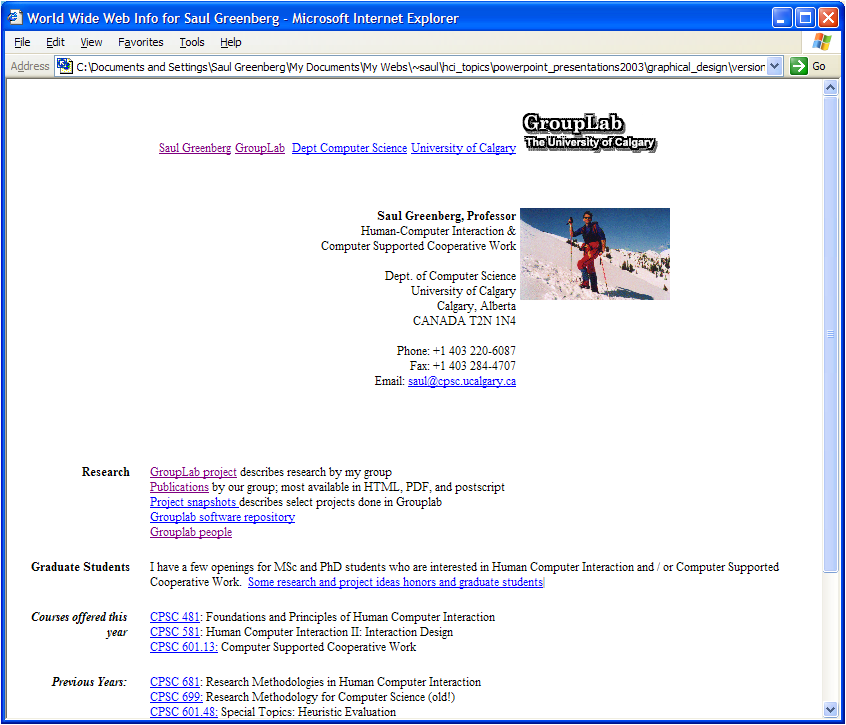 World Wide Web Info for Saul Greenberg - Microsoft Internet Explorer
File Edit View Favorites Tools Help
Address C:\Documents and Settings\Saul Greenberg\My Documents\My Webs\~saul\hci_topics\powerpoint_presentations2003\graphical_design\version Go
GroupLab
The University of Calgary
Saul Greenberg GroupLab Dept Computer Science University of Calgary
Saul Greenberg, Professor
Human-Computer Interaction &
Computer Supported Cooperative Work
Dept. of Computer Science
University of Calgary
Calgary, Alberta
CANADA T2N 1N4
Phone: +1 403 220-6087
Fax: +1 403 284-4707
Email: saul@cpsc.ucalgary.ca
Research GroupLab project describes research by my group
Publications by our group; most available in HTML, PDF, and postscript
Project snapshots describes select projects done in Grouplab
Grouplab software repository
Grouplab people
Graduate Students I have a few openings for MSc and PhD students who are interested in Human Computer Interaction and / or Computer Supported
Cooperative Work. Some research and project ideas honors and graduate students
Courses offered this CPSC 481: Foundations and Principles of Human Computer Interaction
year CPSC 581: Human Computer Interaction II: Interaction Design
CPSC 601.13: Computer Supported Cooperative Work
Previous Years: CPSC 681: Research Methodologies in Human Computer Interaction
CPSC 699: Research Methodology for Computer Science (old!)
CPSC 601.48: Special Topics: Heuristic Evaluation